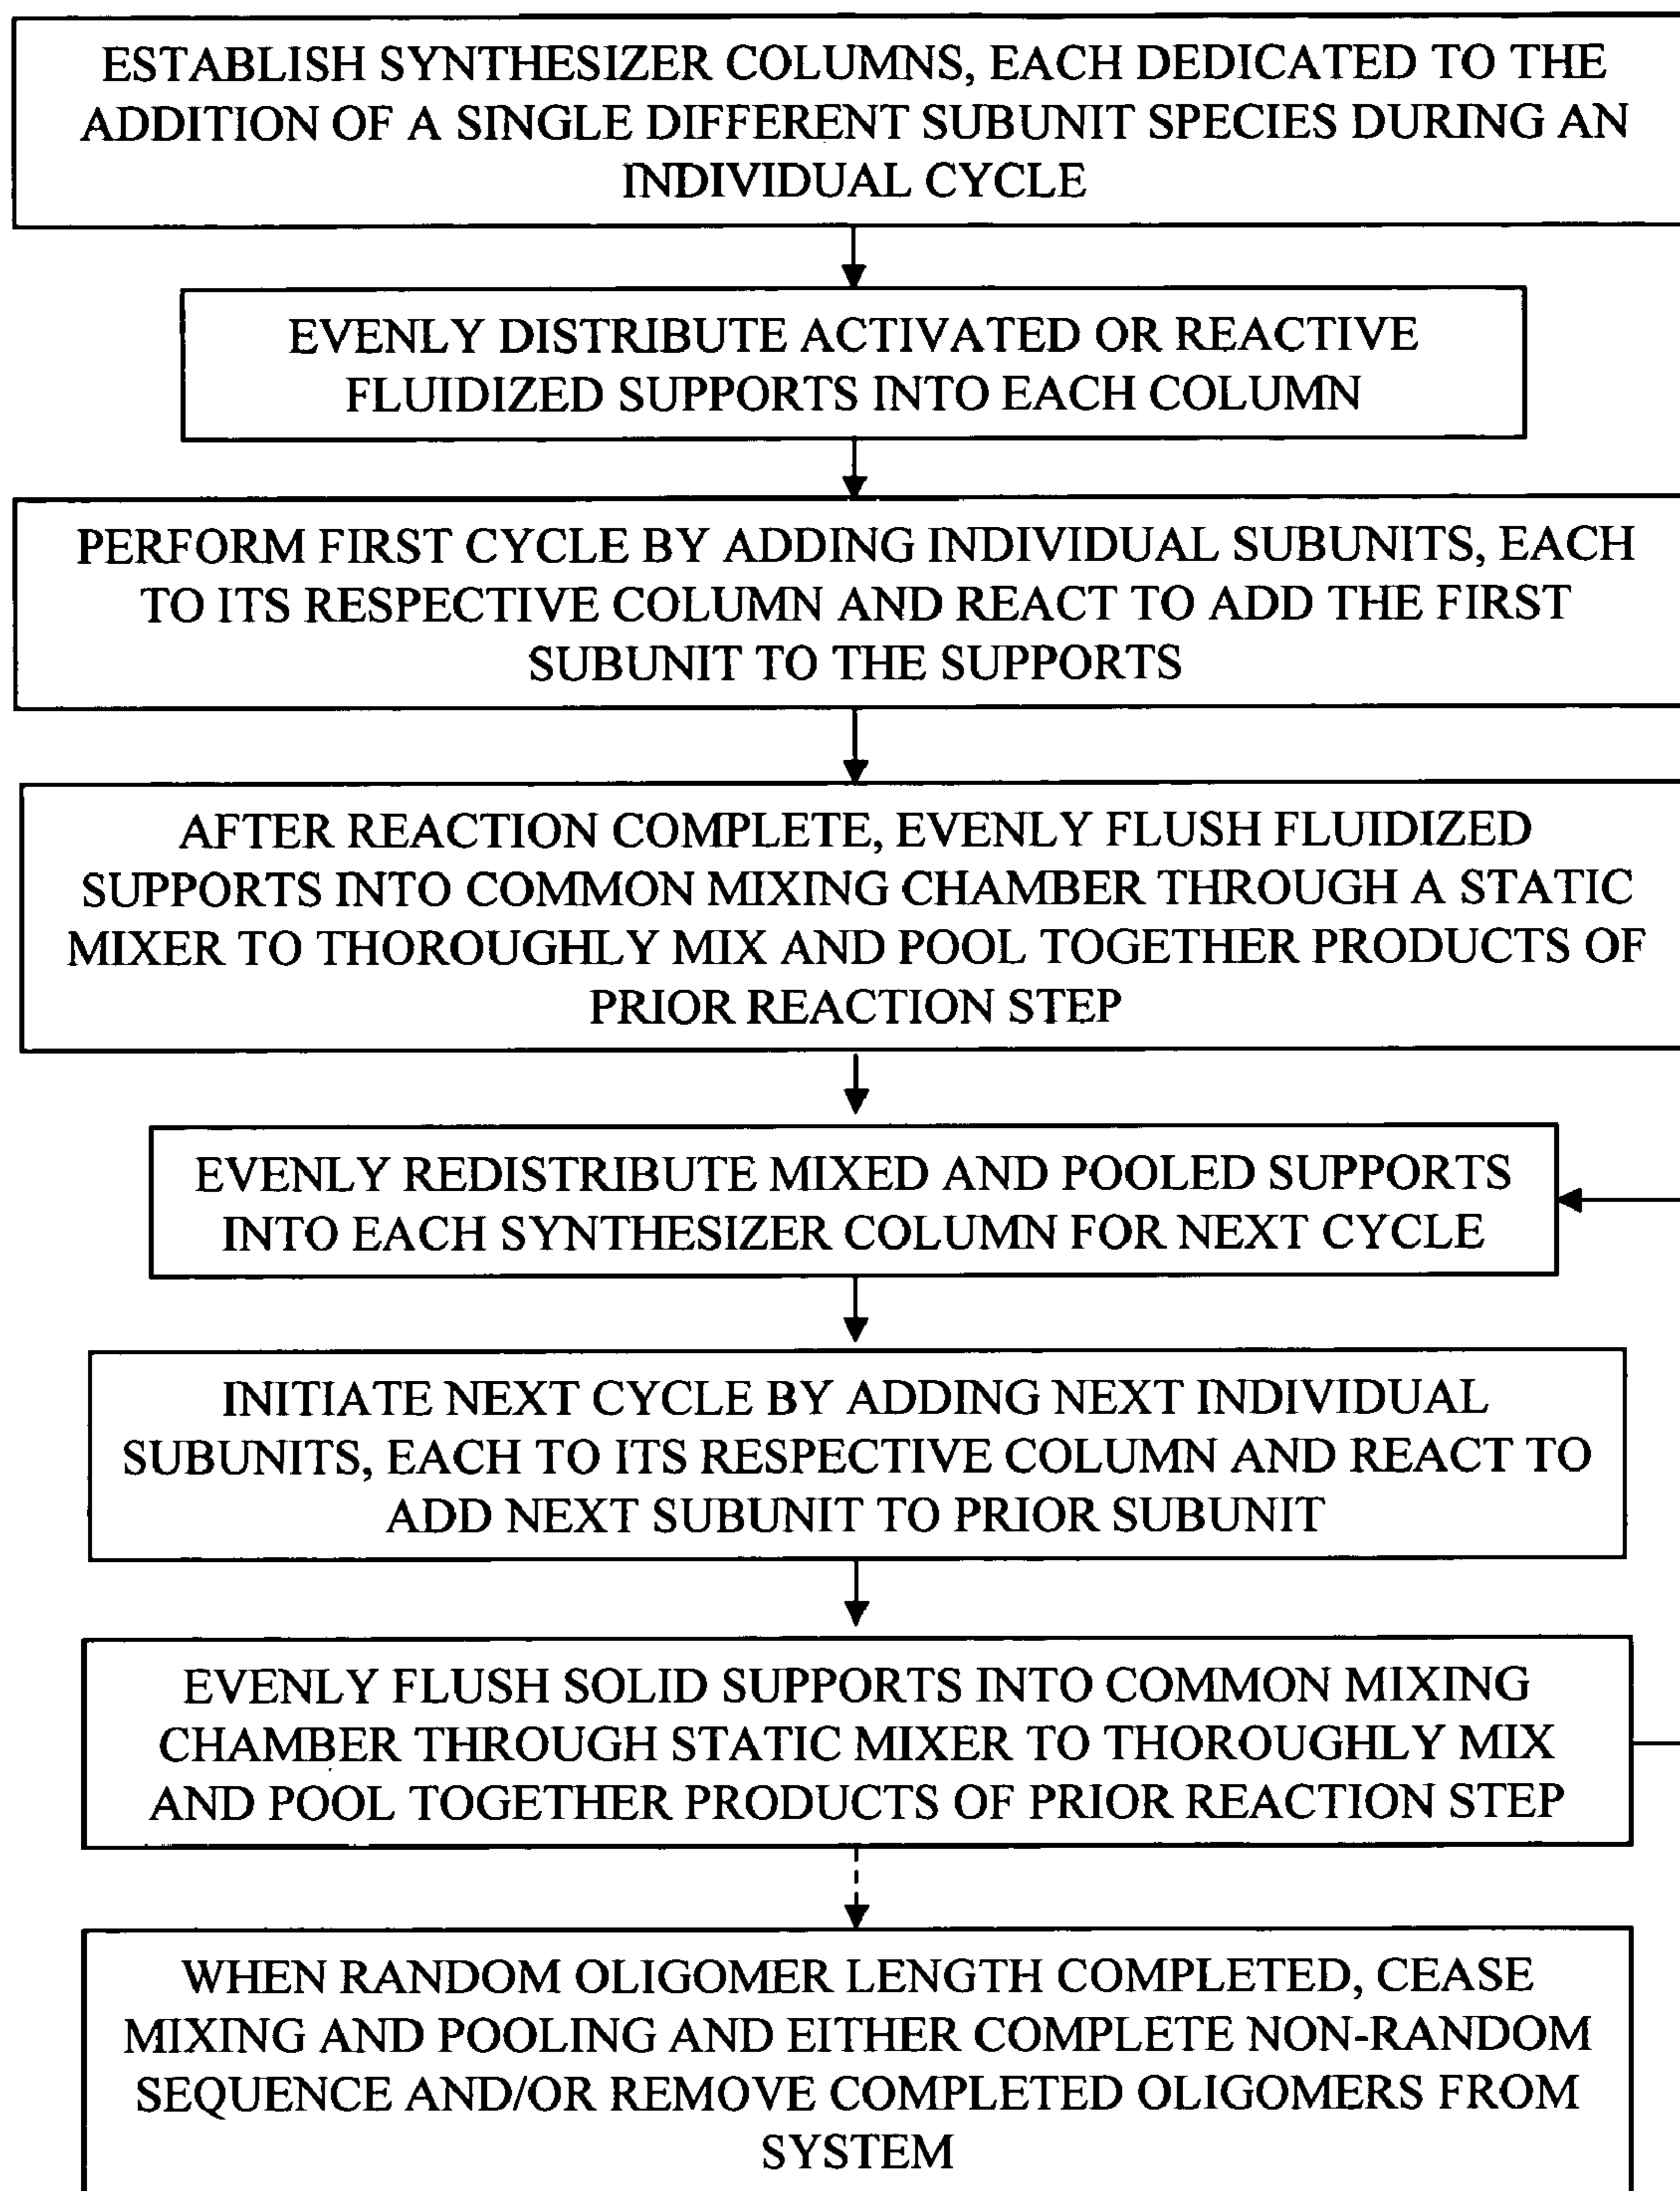 ESTABLISH SYNTHESIZER COLUMNS, EACH DEDICATED TO THE
ADDITION OF A SINGLE DIFFERENT SUBUNIT SPECIES DURING AN
INDIVIDUAL CYCLE
EVENLY DISTRIBUTE ACTIVATED OR REACTIVE
FLUIDIZED SUPPORTS INTO EACH COLUMN
PERFORM FIRST CYCLE BY ADDING INDIVIDUAL SUBUNITS, EACH
TO ITS RESPECTIVE COLUMN AND REACT TO ADD THE FIRST
SUBUNIT TO THE SUPPORTS
AFTER REACTION COMPLETE, EVENLY FLUSH FLUIDIZED
SUPPORTS INTO COMMON MIXING CHAMBER THROUGH A STATIC
MIXER TO THOROUGHLY MIX AND POOL TOGETHER PRODUCTS OF
PRIOR REACTION STEP
EVENLY REDISTRIBUTE MIXED AND POOLED SUPPORTS
INTO EACH SYNTHESIZER COLUMN FOR NEXT CYCLE
INITIATE NEXT CYCLE BY ADDING NEXT INDIVIDUAL
SUBUNITS, EACH TO ITS RESPECTIVE COLUMN AND REACT TO
ADD NEXT SUBUNIT TO PRIOR SUBUNIT
EVENLY FLUSH SOLID SUPPORTS INTO COMMON MIXING
CHAMBER THROUGH STATIC MIXER TO THOROUGHLY MIX
AND POOL TOGETHER PRODUCTS OF PRIOR REACTION STEP
WHEN RANDOM OLIGOMER LENGTH COMPLETED, CEASE
MIXING AND POOLING AND EITHER COMPLETE NON-RANDOM
SEQUENCE AND/OR REMOVE COMPLETED OLIGOMERS FROM
SYSTEM